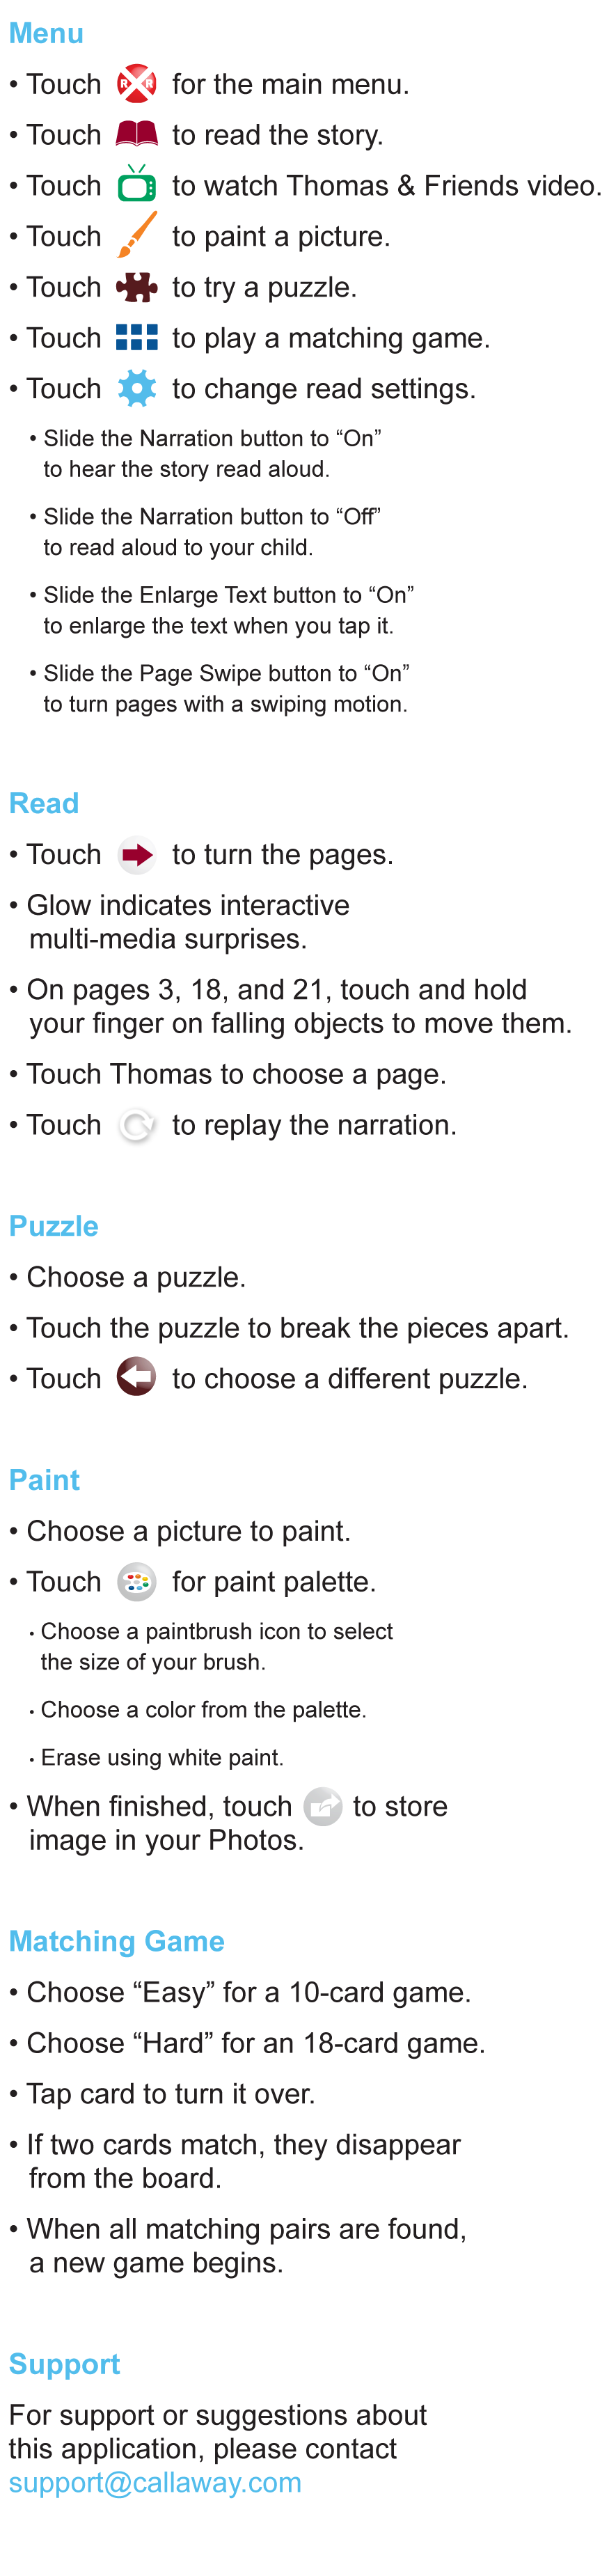 Menu
• Touch for the main menu.
• Touch to read the story.
• Touch to watch Thomas & Friends video.
• Touch to paint a picture.
• Touch to try a puzzle.
• Touch to play a matching game.
• Touch to change read settings.
• Slide the Narration button to “On”
to hear the story read aloud.
• Slide the Narration button to “Off”
to read aloud to your child.
• Slide the Enlarge Text button to “On”
to enlarge the text when you tap it.
• Slide the Page Swipe button to “On”
to turn pages with a swiping motion.
Read
• Touch to turn the pages.
• Glow indicates interactive
multi-media surprises.
• On pages 3, 18, and 21, touch and hold
your finger on falling objects to move them.
• Touch Thomas to choose a page.
• Touch to replay the narration.
Puzzle
• Choose a puzzle.
• Touch the puzzle to break the pieces apart.
• Touch to choose a different puzzle.
Paint
• Choose a picture to paint.
• Touch for paint palette.
• Choose a paintbrush icon to select
the size of your brush.
• Choose a color from the palette.
• Erase using white paint.
• When finished, touch to store
image in your Photos.
Matching Game
• Choose “Easy” for a 10-card game.
• Choose “Hard” for an 18-card game.
• Tap card to turn it over.
• If two cards match, they disappear
from the board.
• When all matching pairs are found,
a new game begins.
Support
For support or suggestions about
this application, please contact
support@callaway.com